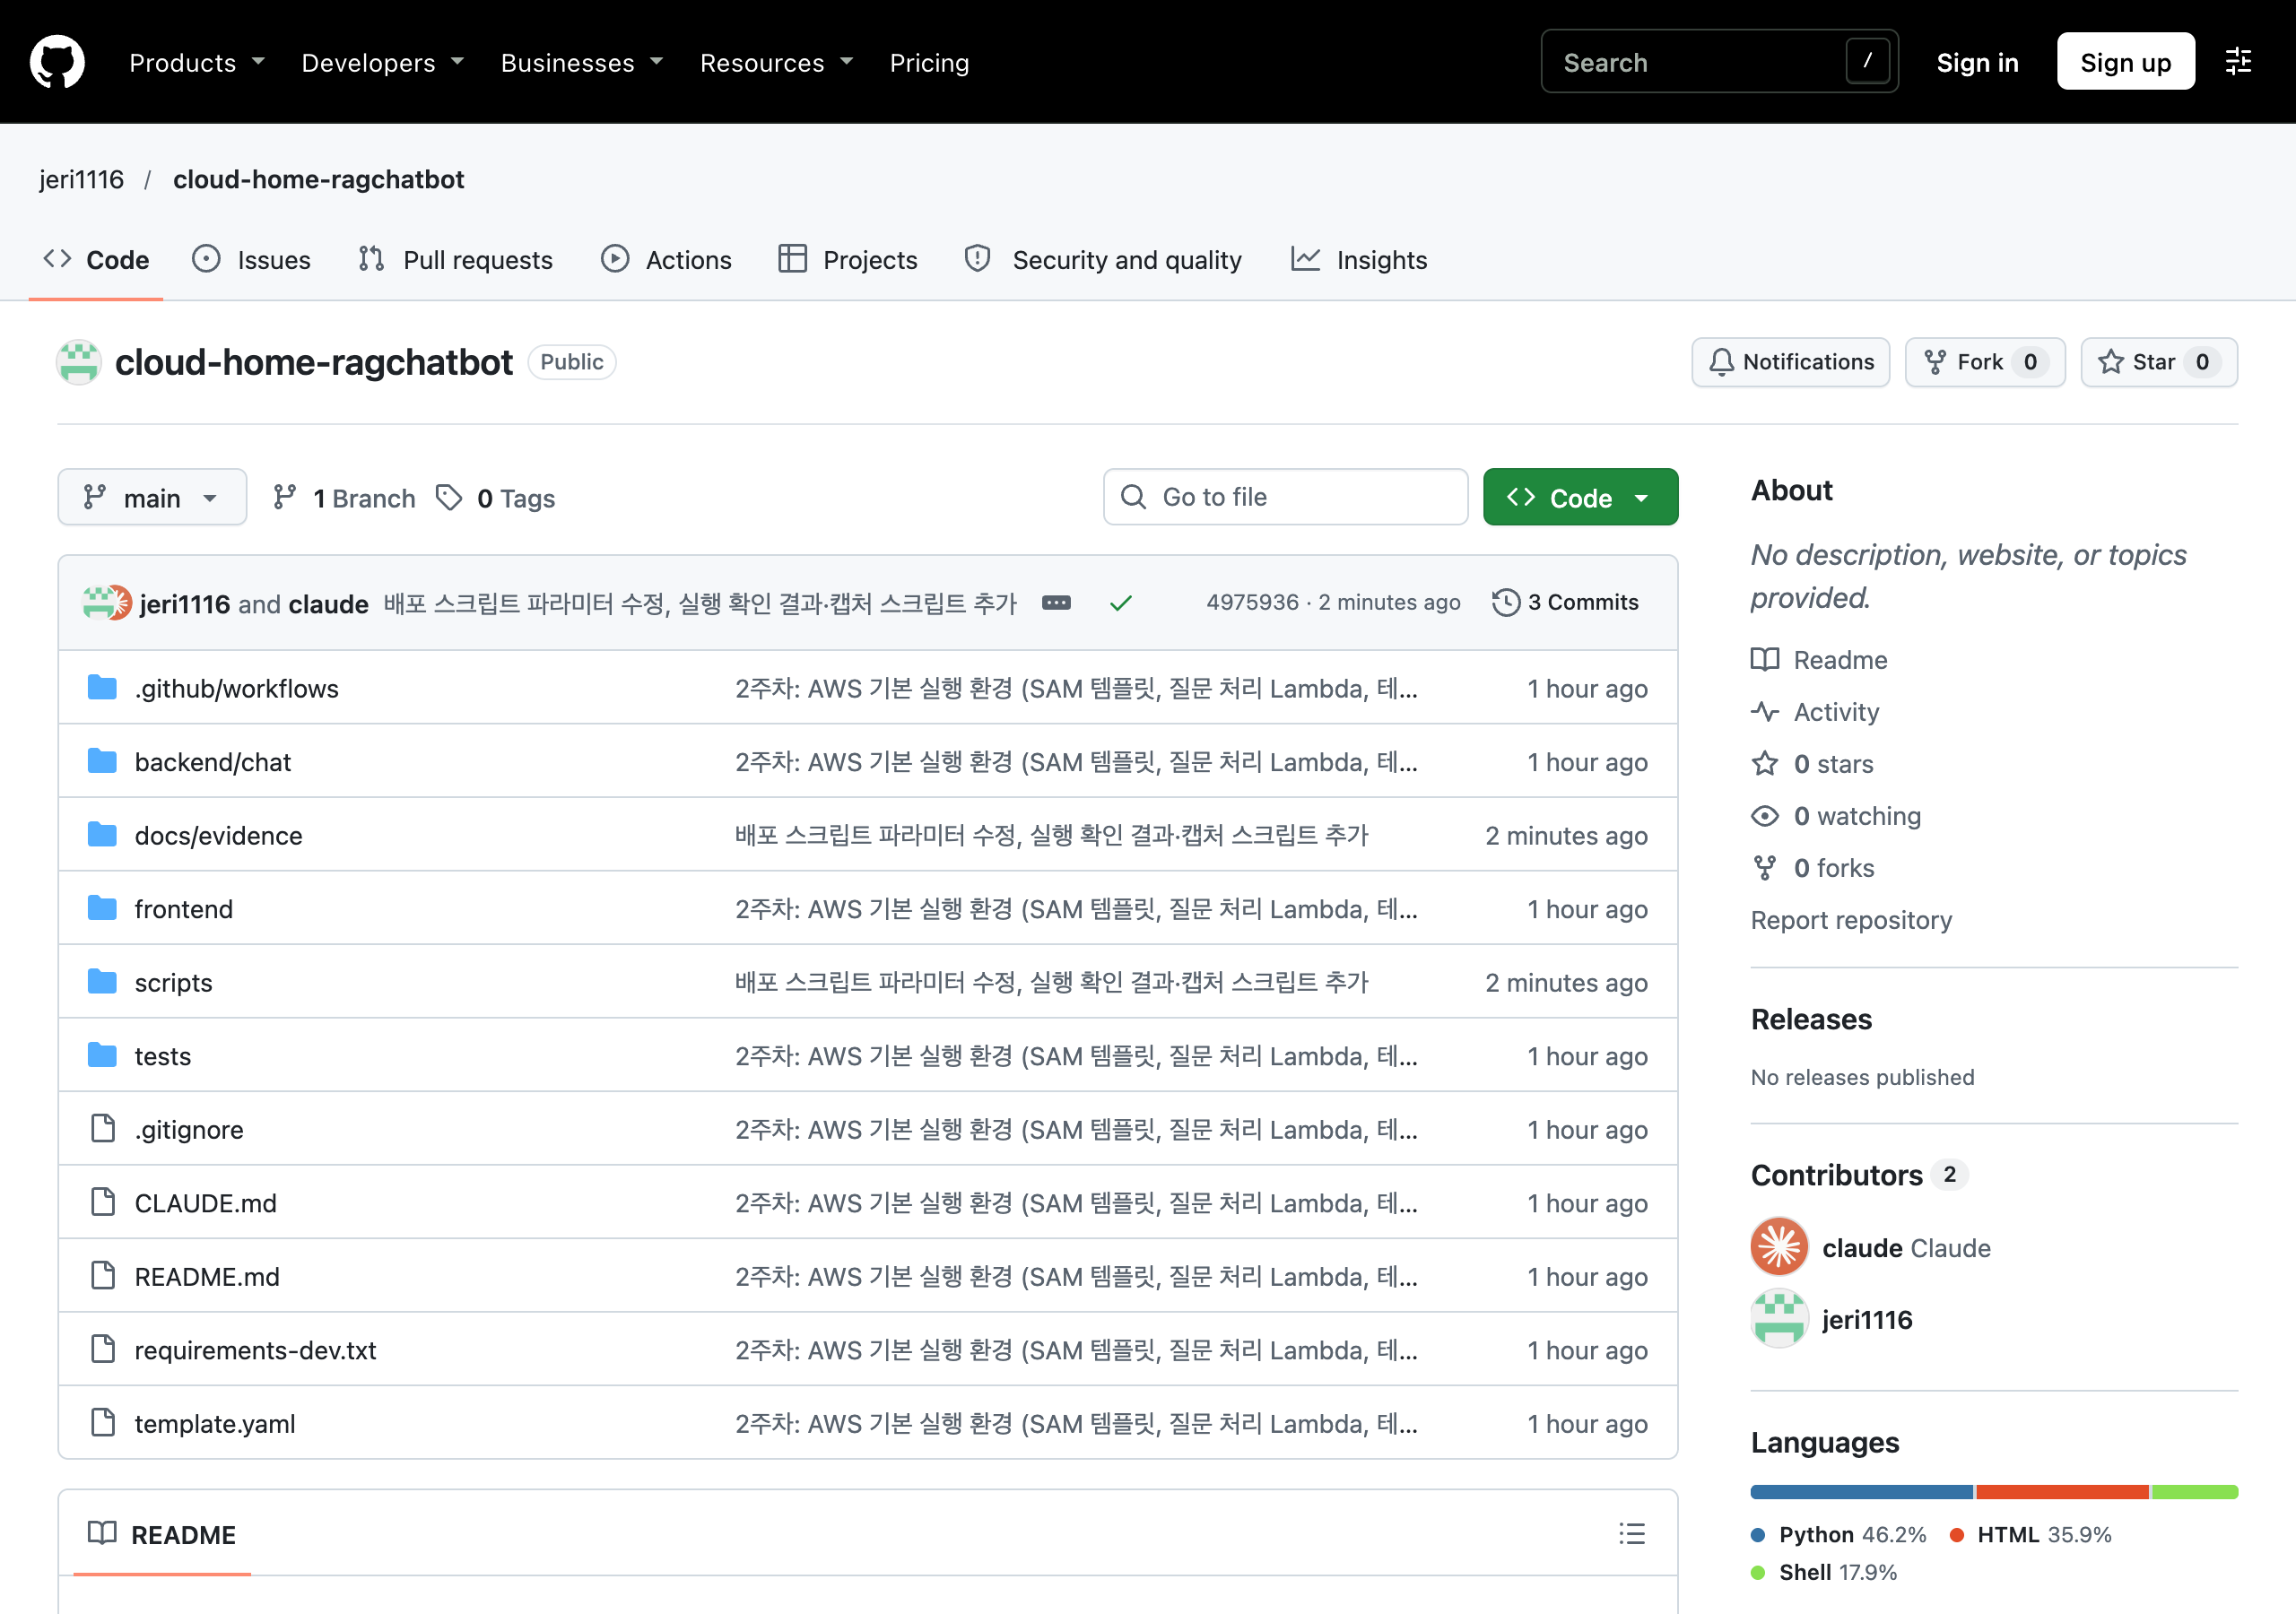 Products Developers Businesses Resources Pricing Search / Sign in Sign up
jeri1116 / cloud-home-ragchatbot
Code Issues Pull requests Actions Projects Security and quality Insights
cloud-home-ragchatbot Public Notifications Fork 0 Star 0
main 1 Branch 0 Tags Go to file Code
jeri1116 and claude 배포 스크립트 파라미터 수정, 실행 확인 결과·캡처 스크립트 추가 4975936 · 2 minutes ago 3 Commits
.github/workflows 2주차: AWS 기본 실행 환경 (SAM 템플릿, 질문 처리 Lambda, 테... 1 hour ago
backend/chat 2주차: AWS 기본 실행 환경 (SAM 템플릿, 질문 처리 Lambda, 테... 1 hour ago
docs/evidence 배포 스크립트 파라미터 수정, 실행 확인 결과·캡처 스크립트 추가 2 minutes ago
frontend 2주차: AWS 기본 실행 환경 (SAM 템플릿, 질문 처리 Lambda, 테... 1 hour ago
scripts 배포 스크립트 파라미터 수정, 실행 확인 결과·캡처 스크립트 추가 2 minutes ago
tests 2주차: AWS 기본 실행 환경 (SAM 템플릿, 질문 처리 Lambda, 테... 1 hour ago
.gitignore 2주차: AWS 기본 실행 환경 (SAM 템플릿, 질문 처리 Lambda, 테... 1 hour ago
CLAUDE.md 2주차: AWS 기본 실행 환경 (SAM 템플릿, 질문 처리 Lambda, 테... 1 hour ago
README.md 2주차: AWS 기본 실행 환경 (SAM 템플릿, 질문 처리 Lambda, 테... 1 hour ago
requirements-dev.txt 2주차: AWS 기본 실행 환경 (SAM 템플릿, 질문 처리 Lambda, 테... 1 hour ago
template.yaml 2주차: AWS 기본 실행 환경 (SAM 템플릿, 질문 처리 Lambda, 테... 1 hour ago
README
About
No description, website, or topics
provided.
Readme
Activity
0 stars
0 watching
0 forks
Report repository
Releases
No releases published
Contributors 2
claude Claude
jeri1116
Languages
Python 46.2% HTML 35.9%
Shell 17.9%